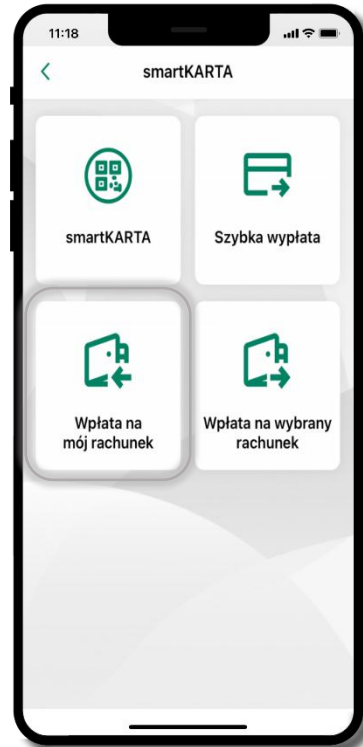 11:18
smartKARTA
smartKARTA
Szybka wypłata
Wpłata na
mój rachunek
Wpłata na wybrany
rachunek